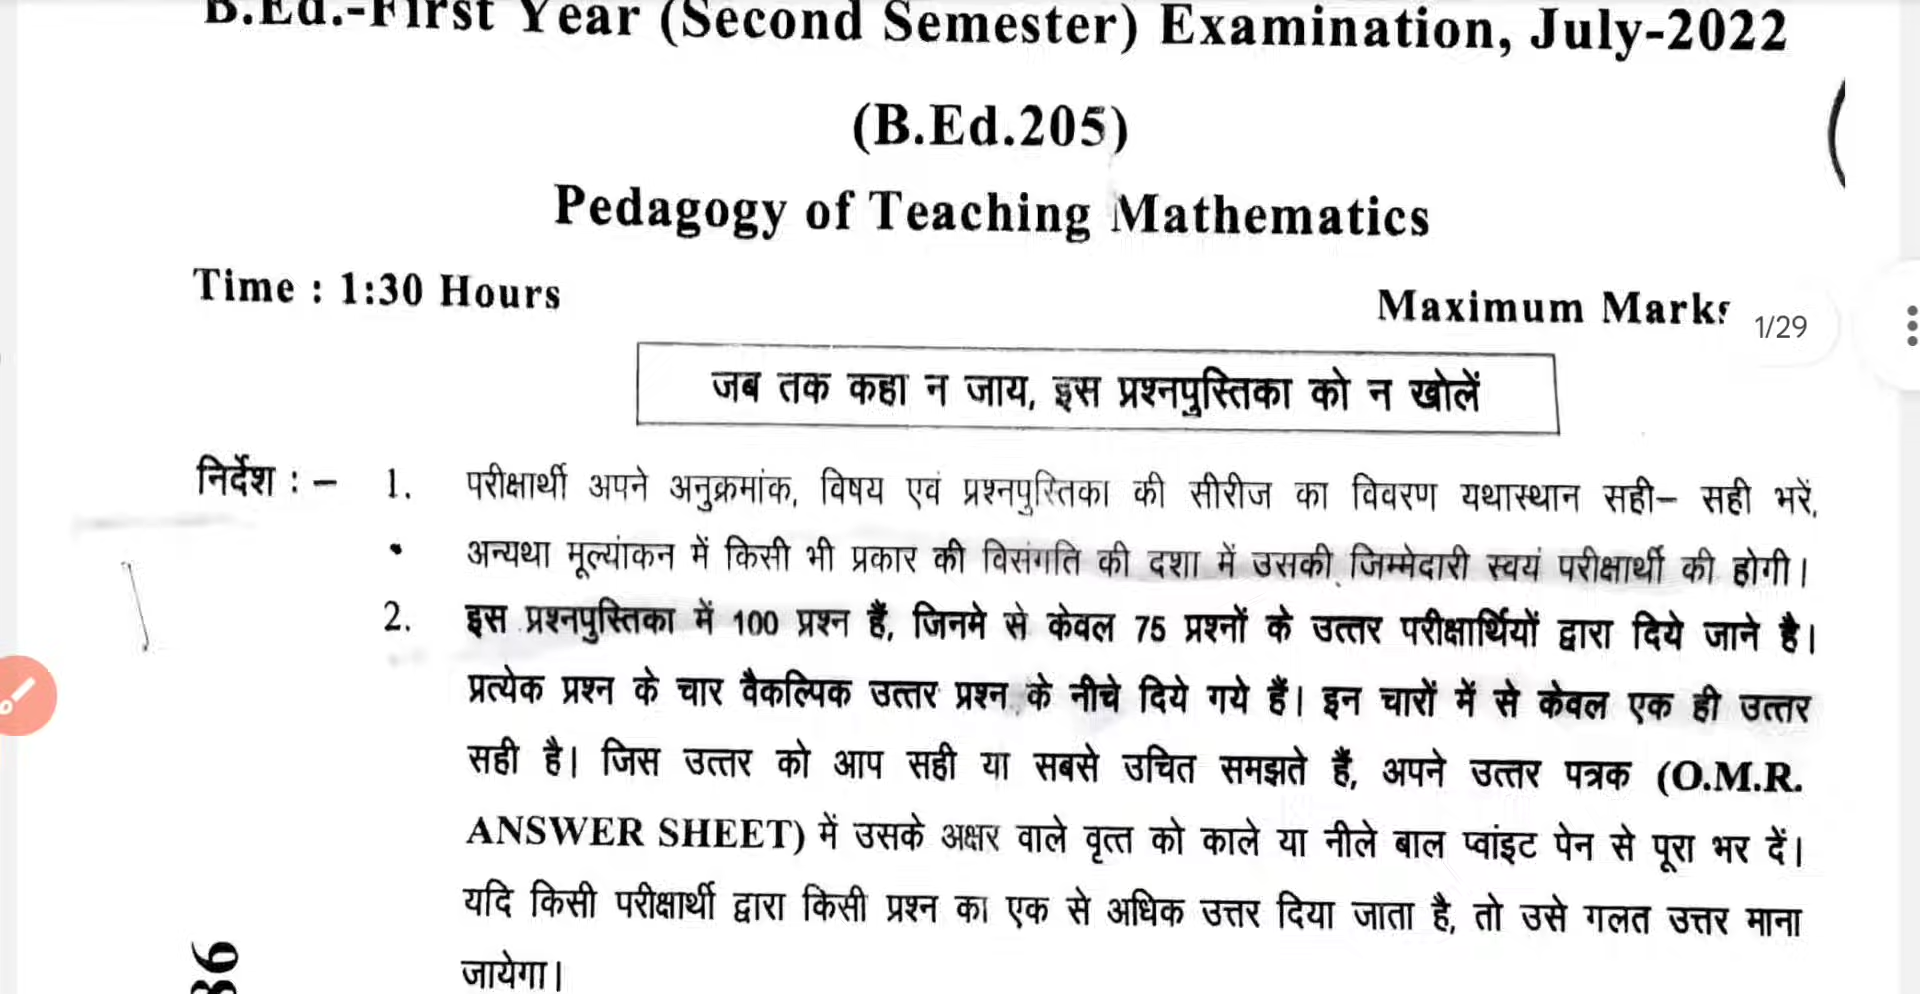 B.Ed.-First Year (Second Semester) Examination, July-2022
(B.Ed.205)
Pedagogy of Teaching Mathematics
Time : 1:30 Hours
Maximum Marks
1/29
जब तक कहा न जाय, इस प्रश्नपुस्तिका को न खोलें
निर्देश : – 1. परीक्षार्थी अपने अनुक्रमांक, विषय एवं प्रश्नपुस्तिका की सीरीज का विवरण यथास्थान सही– सही भरें,
अन्यथा मूल्यांकन में किसी भी प्रकार की विसंगति की दशा में उसकी जिम्मेदारी स्वयं परीक्षार्थी की होगी।
2. इस प्रश्नपुस्तिका में 100 प्रश्न हैं, जिनमे से केवल 75 प्रश्नों के उत्तर परीक्षार्थियों द्वारा दिये जाने है।
प्रत्येक प्रश्न के चार वैकल्पिक उत्तर प्रश्न के नीचे दिये गये हैं। इन चारों में से केवल एक ही उत्तर
सही है। जिस उत्तर को आप सही या सबसे उचित समझते हैं, अपने उत्तर पत्रक (O.M.R.
ANSWER SHEET) में उसके अक्षर वाले वृत्त को काले या नीले बाल प्वांइट पेन से पूरा भर दें।
यदि किसी परीक्षार्थी द्वारा किसी प्रश्न का एक से अधिक उत्तर दिया जाता है, तो उसे गलत उत्तर माना
जायेगा।